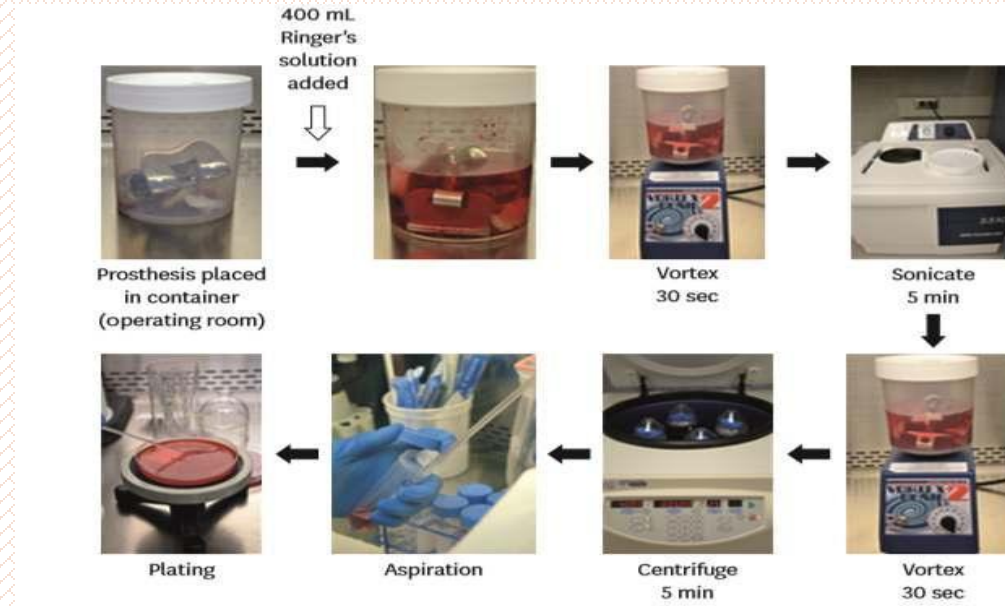 400 mL
Ringer's
solution
added
Prosthesis placed
in container
(operating room)
Vortex
30 sec
Sonicate
5 min
Plating
Aspiration
Centrifuge
5 min
Vortex
30 sec